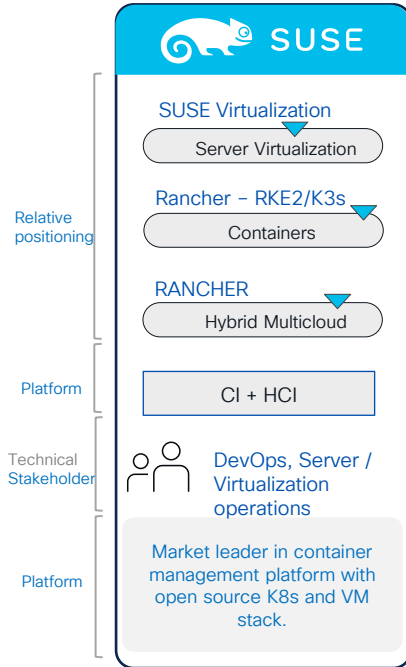 SUSE
SUSE Virtualization
Server Virtualization
Rancher – RKE2/K3s
Containers
Relative
positioning
RANCHER
Hybrid Multicloud
Platform
CI + HCI
Technical
Stakeholder
DevOps, Server /
Virtualization
operations
Platform
Market leader in container
management platform with
open source K8s and VM
stack.